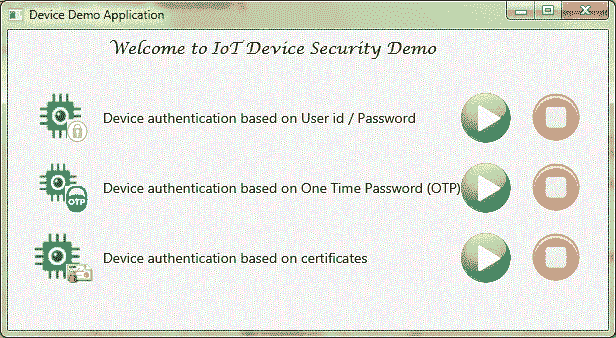 Device Demo Application
Welcome to IoT Device Security Demo
Device authentication based on User id / Password
OTP
Device authentication based on One Time Password (OTP)
Device authentication based on certificates